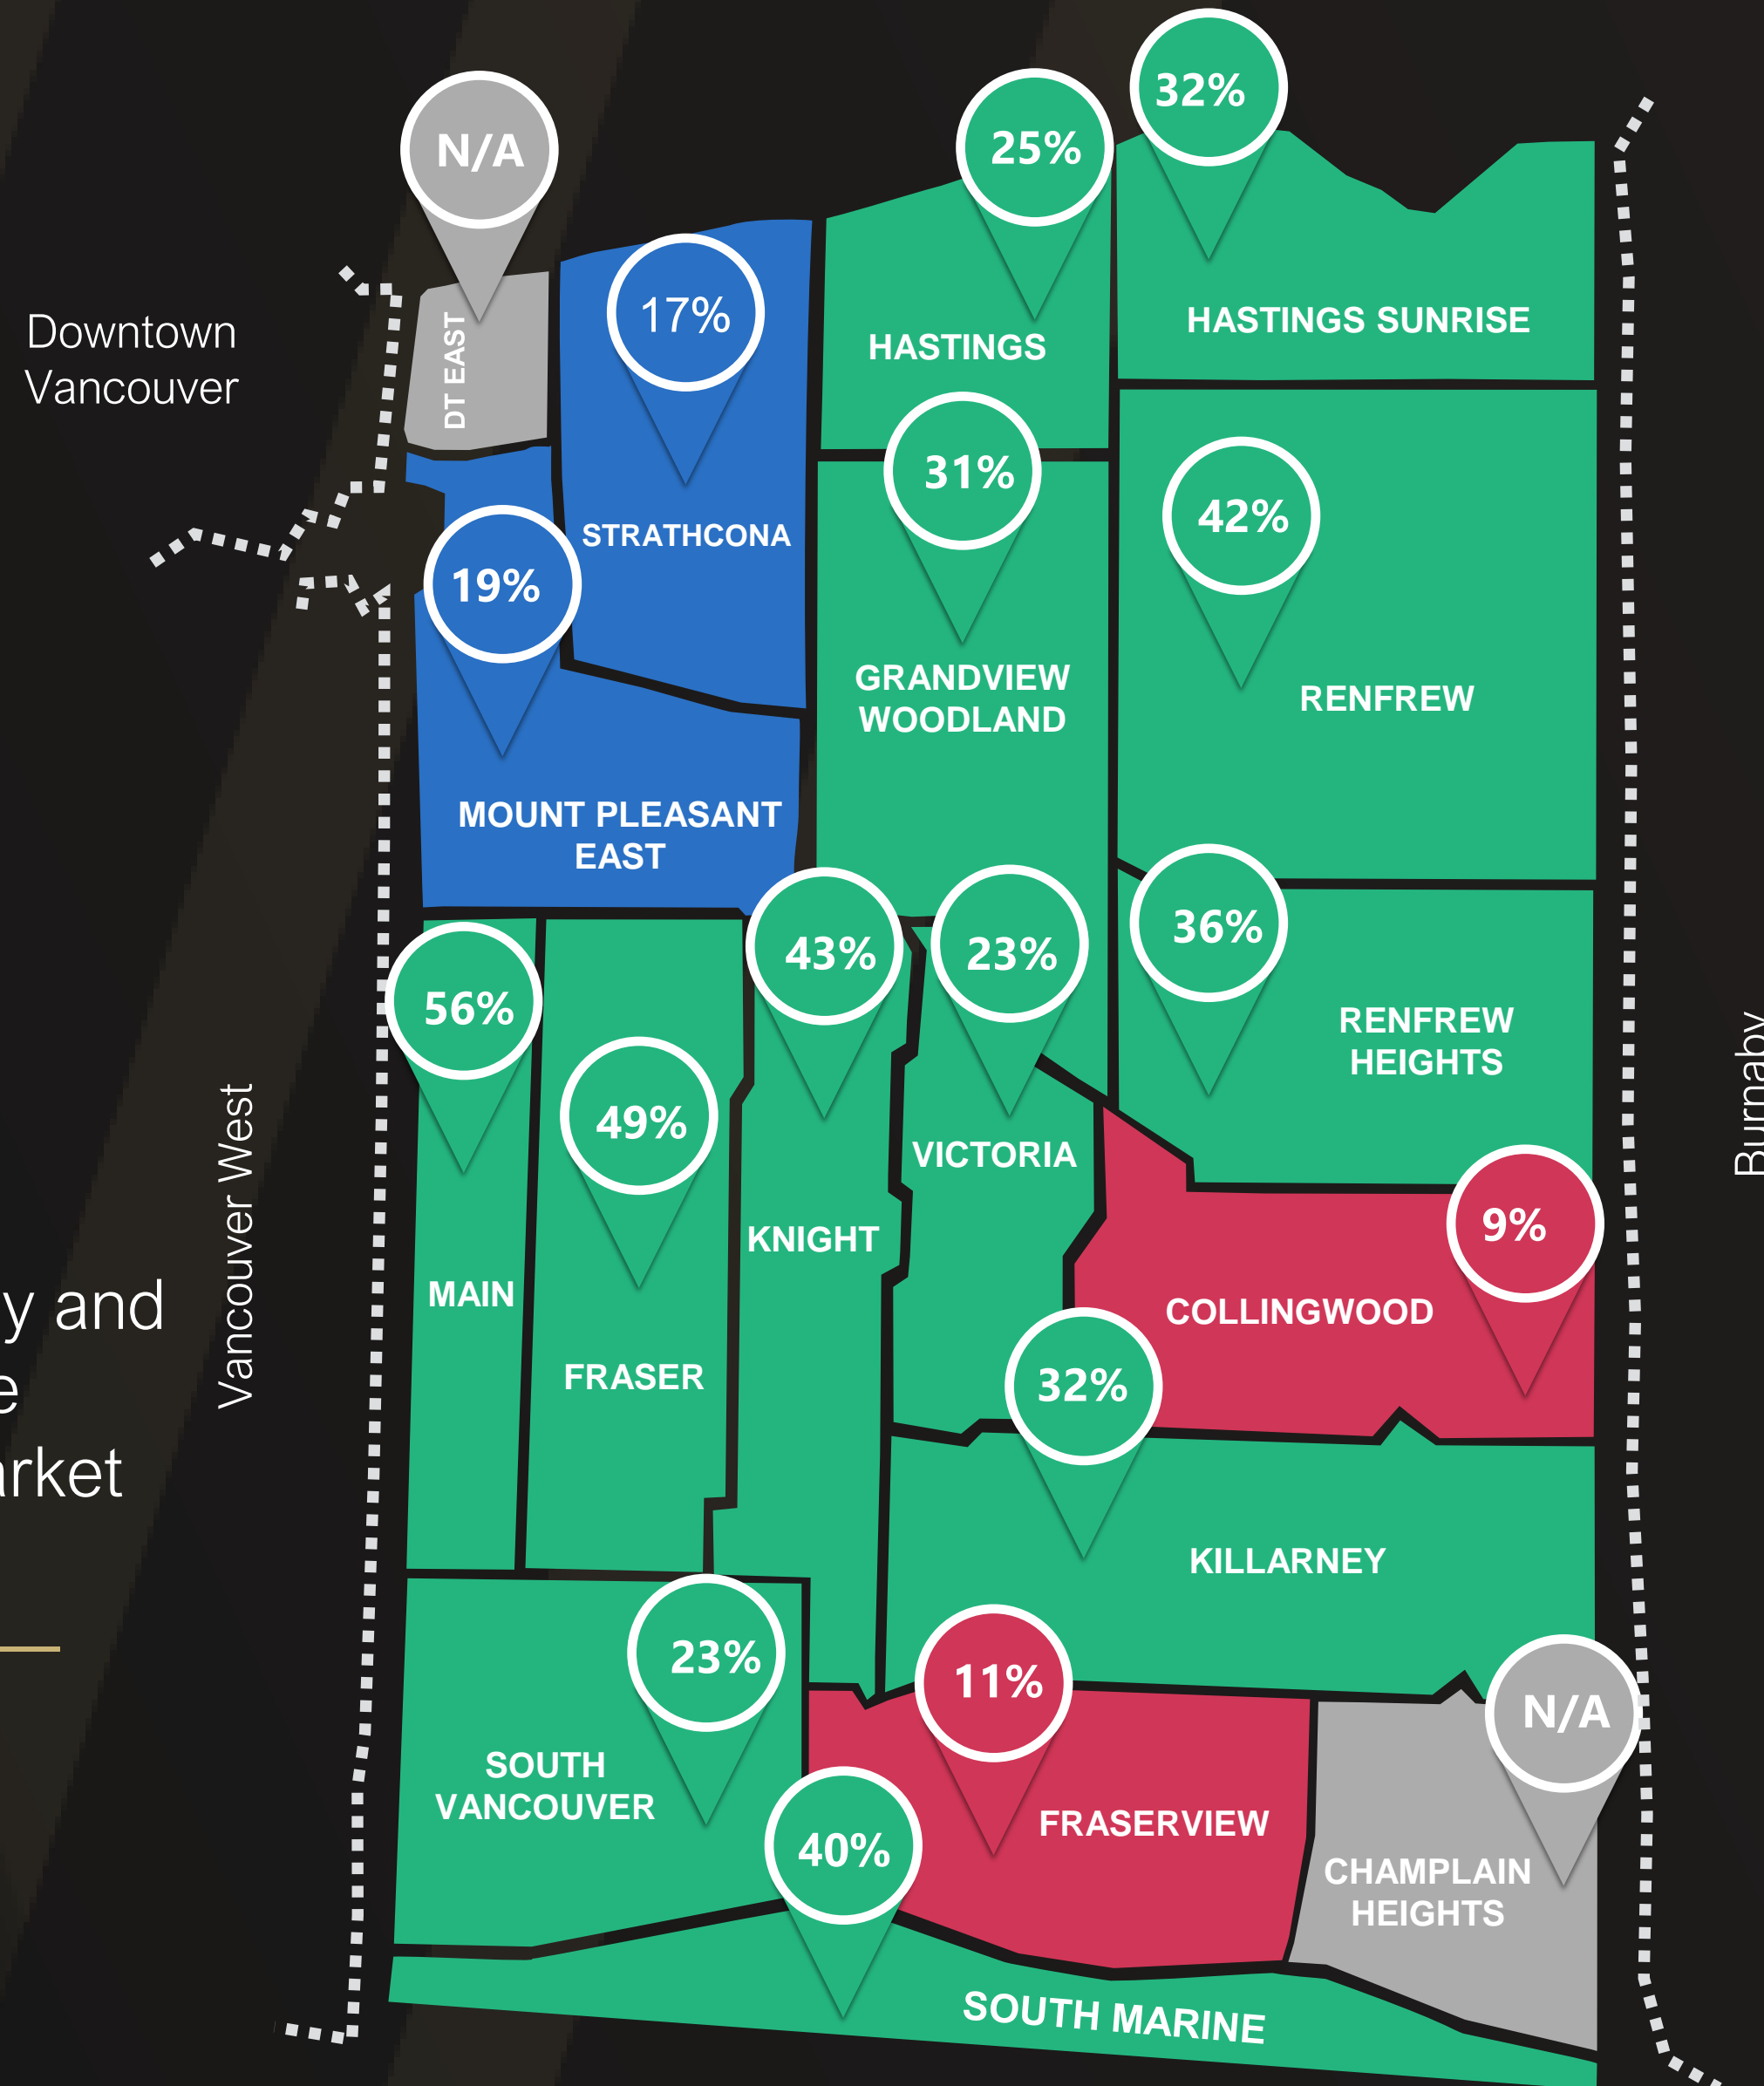 32%
25%
N/A
17%
Downtown
Vancouver
DT EAST
HASTINGS
HASTINGS SUNRISE
31%
42%
STRATHCONA
19%
GRANDVIEW
WOODLAND
RENFREW
MOUNT PLEASANT
EAST
43%
23%
36%
56%
49%
RENFREW
HEIGHTS
Burnaby
Vancouver West
VICTORIA
KNIGHT
9%
MAIN
COLLINGWOOD
y and
e
FRASER
32%
rket
KILLARNEY
23%
11%
N/A
SOUTH
VANCOUVER
40%
FRASERVIEW
CHAMPLAIN
HEIGHTS
SOUTH MARINE